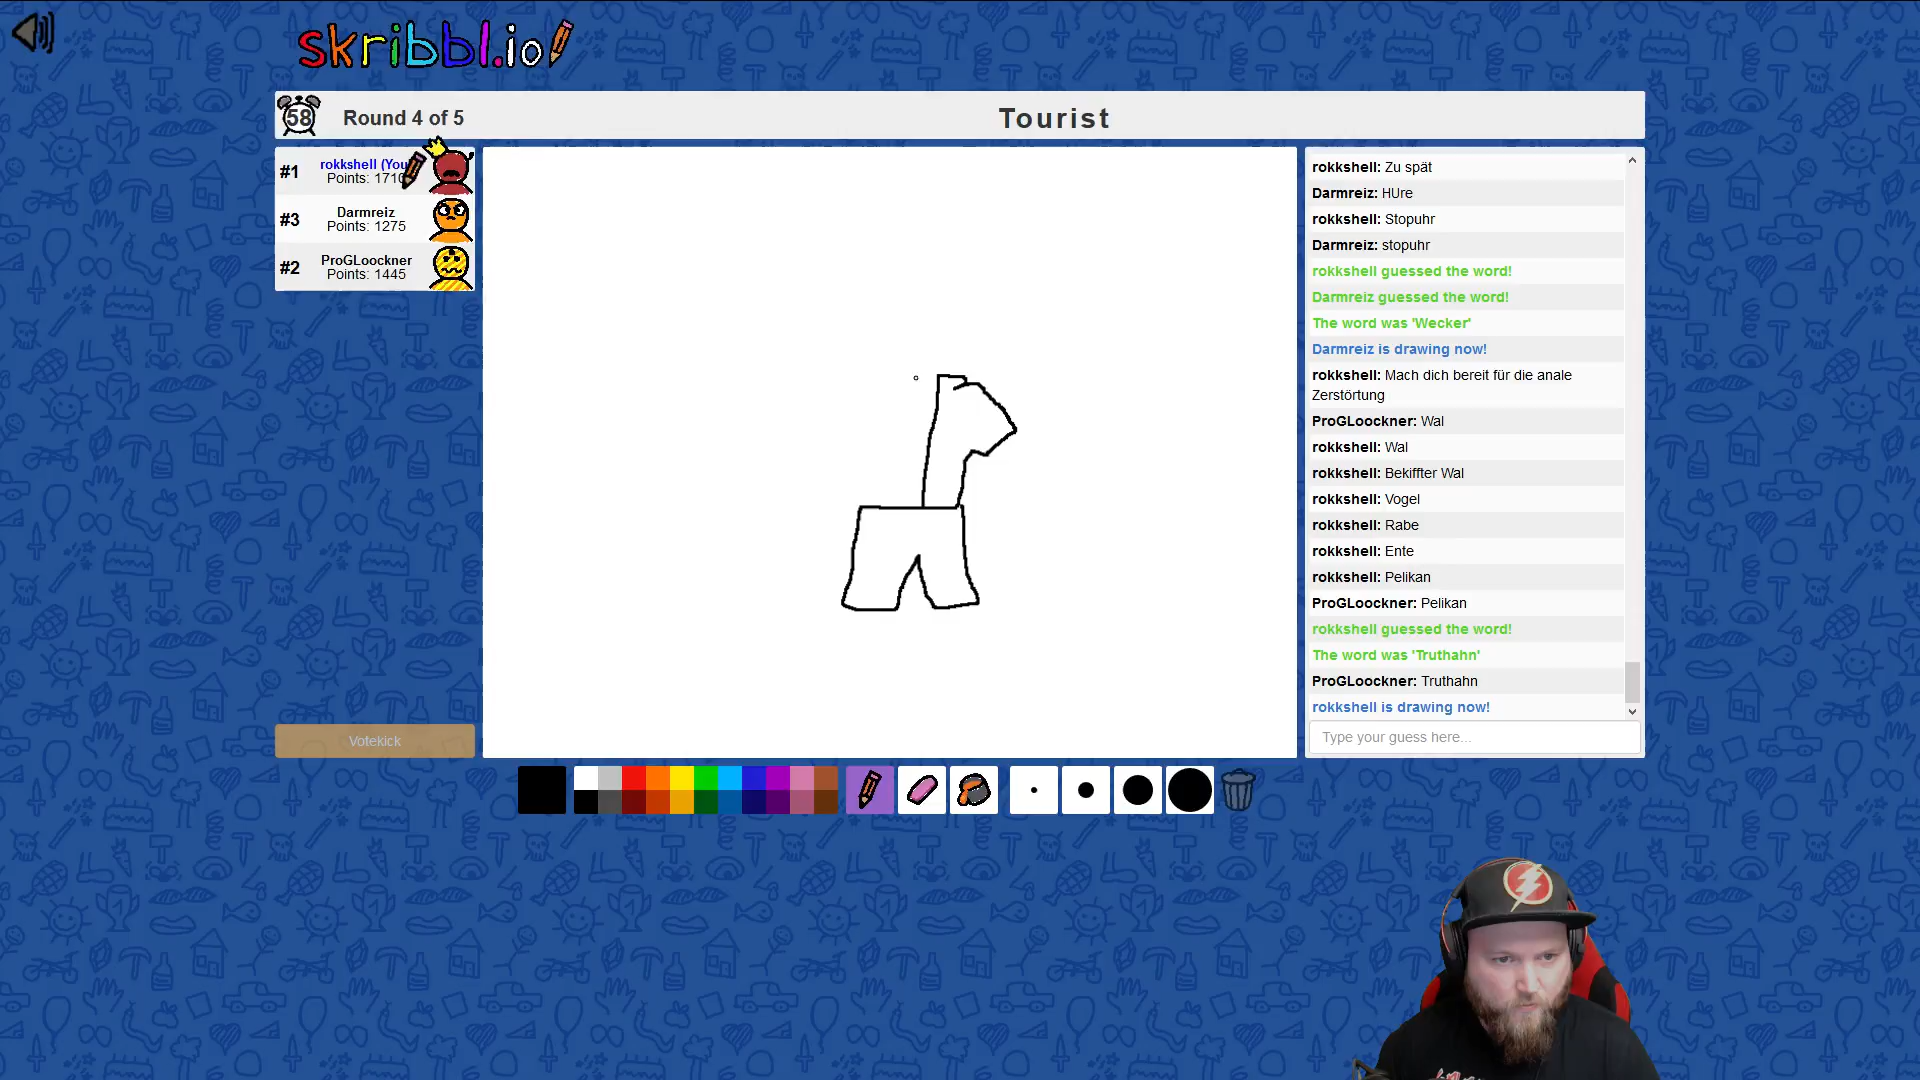 skribbl.io
58
Round 4 of 5
Tourist
#1
rokkshell (You
Points: 1710
#3
Darmreiz
Points: 1275
#2
ProGLoockner
Points: 1445
Votekick
rokkshell: Zu spät
Darmreiz: HUre
rokkshell: Stopuhr
Darmreiz: stopuhr
rokkshell guessed the word!
Darmreiz guessed the word!
The word was 'Wecker'
Darmreiz is drawing now!
rokkshell: Mach dich bereit für die anale
Zerstörtung
ProGLoockner: Wal
rokkshell: Wal
rokkshell: Bekiffter Wal
rokkshell: Vogel
rokkshell: Rabe
rokkshell: Ente
rokkshell: Pelikan
ProGLoockner: Pelikan
rokkshell guessed the word!
The word was 'Truthahn'
ProGLoockner: Truthahn
rokkshell is drawing now!
Type your guess here...